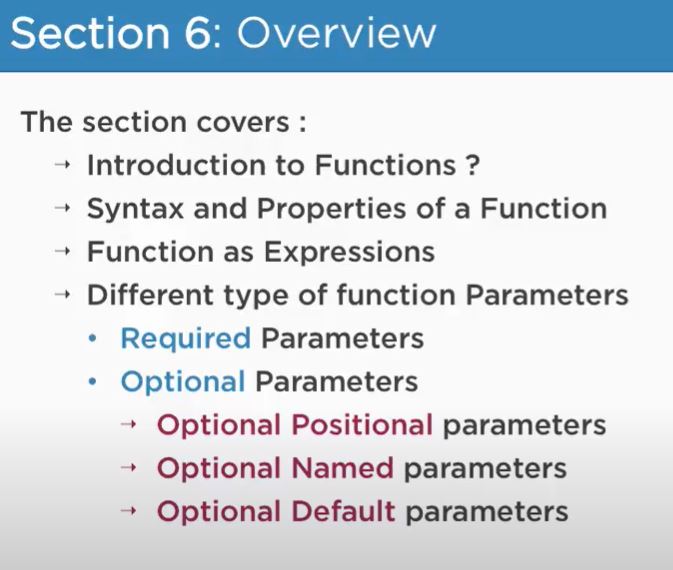 Section 6: Overview
The section covers :
→ Introduction to Functions ?
→ Syntax and Properties of a Function
→ Function as Expressions
→ Different type of function Parameters
• Required Parameters
• Optional Parameters
→ Optional Positional parameters
→ Optional Named parameters
→ Optional Default parameters